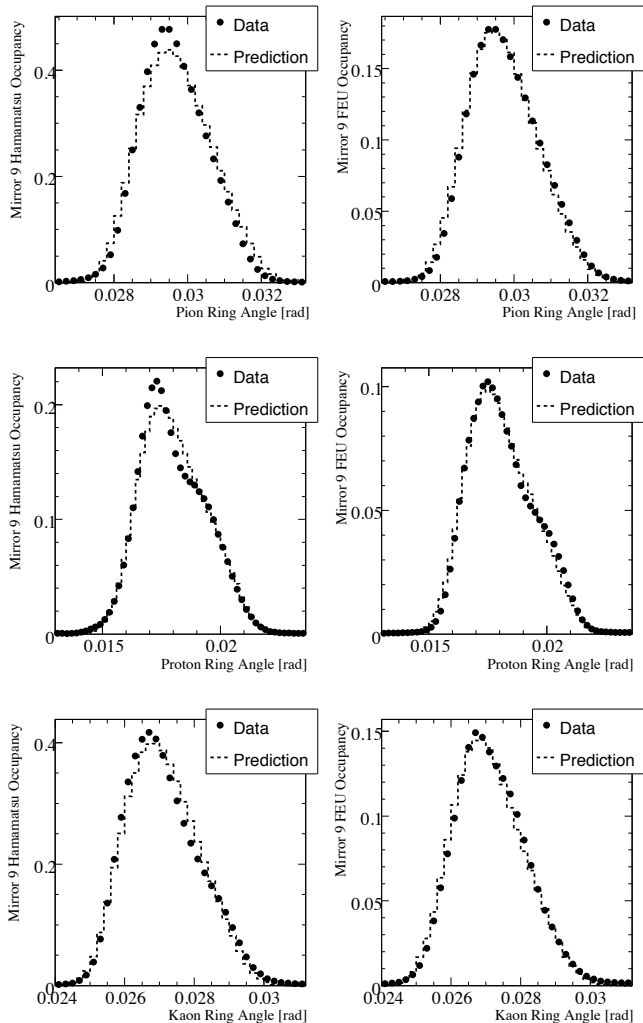 Mirror 9 Hamamatsu Occupancy
0.4
0.2
0
0.028
0.03
0.032
Pion Ring Angle [rad]
Data
Prediction
Mirror 9 FEU Occupancy
0.15
0.1
0.05
0
0.028
0.03
0.032
Pion Ring Angle [rad]
Data
Prediction
Mirror 9 Hamamatsu Occupancy
0.2
0.1
0
0.015
0.02
Proton Ring Angle [rad]
Data
Prediction
Mirror 9 FEU Occupancy
0.1
0.05
0
0.015
0.02
Proton Ring Angle [rad]
Data
Prediction
Mirror 9 Hamamatsu Occupancy
0.4
0.2
0
0.024
0.026
0.028
0.03
Kaon Ring Angle [rad]
Data
Prediction
Mirror 9 FEU Occupancy
0.15
0.1
0.05
0
0.024
0.026
0.028
0.03
Kaon Ring Angle [rad]
Data
Prediction